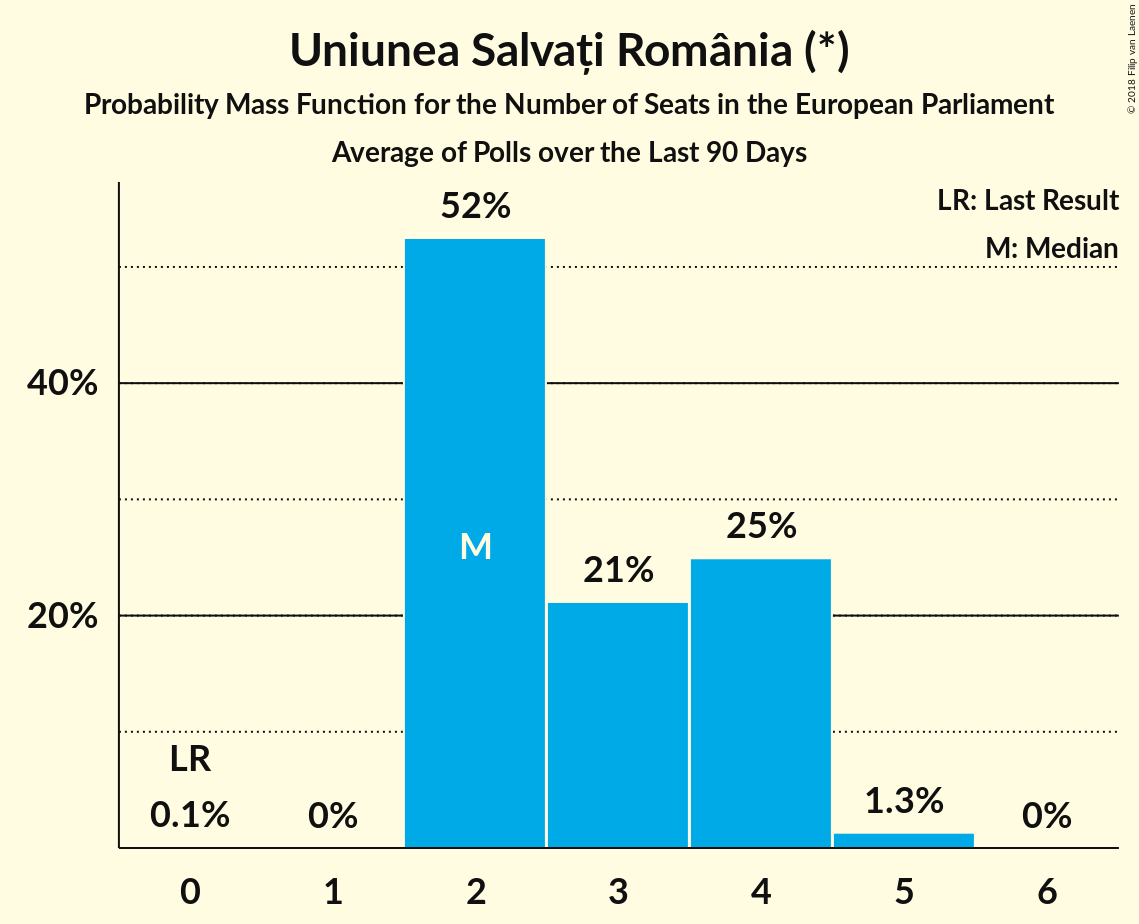 Uniunea Salvați România (*)
Probability Mass Function for the Number of Seats in the European Parliament
Average of Polls over the Last 90 Days
© 2018 Filip van Laenen
LR: Last Result
M: Median
52%
40%
M
25%
21%
20%
LR
0.1%
0%
1.3%
0%
0 1 2 3 4 5 6